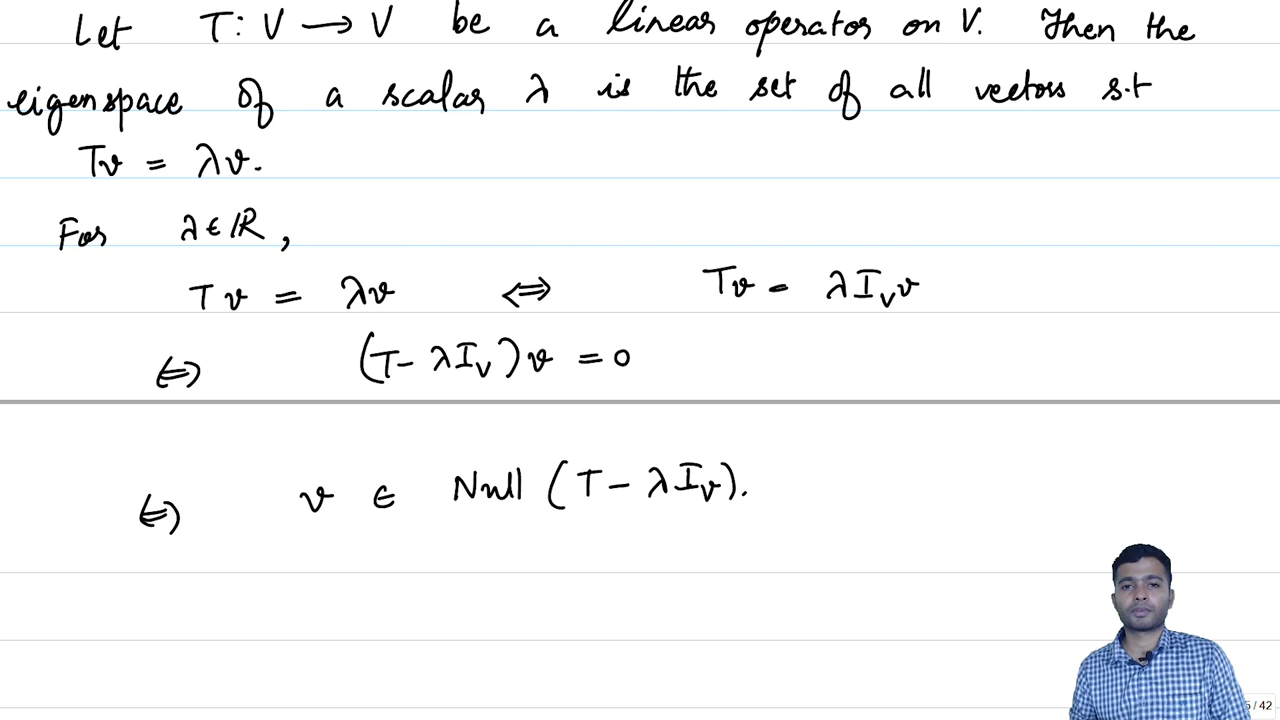 Let T: V → V be a linear operator on V. Then the
eigenspace of a scalar λ is the set of all vectors s.t
Tv = λv.
For λ ∈ ℝ,
Tv = λv ⇔ Tv = λI_V v
⇔ (T - λI_V)v = 0
⇔ v ∈ Null (T - λI_V).
/ 42